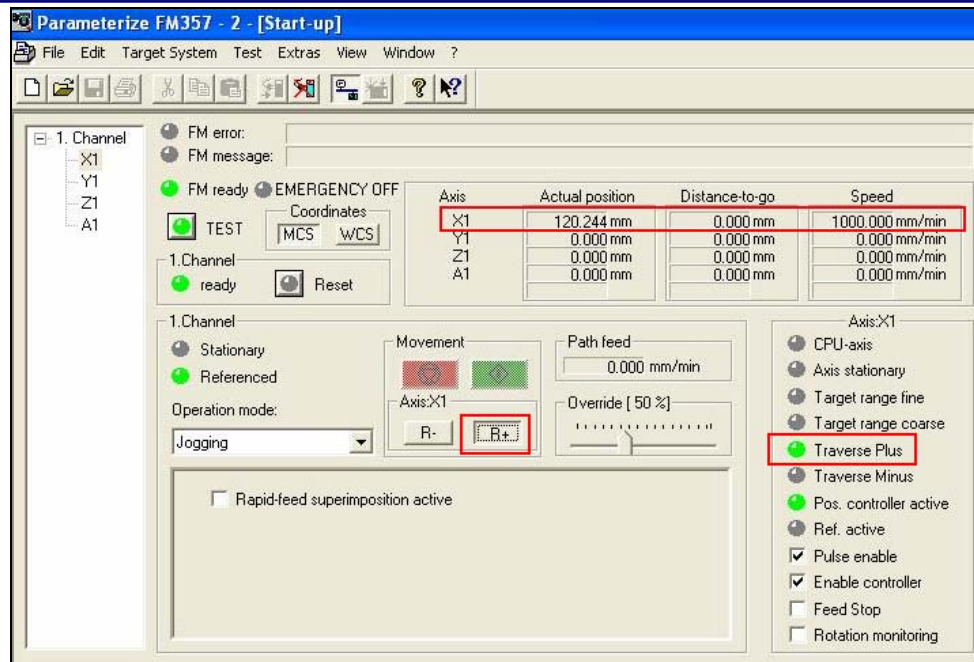 Parameterize FM357 - 2 - [Start-up]
File Edit Target System Test Extras View Window ?
1. Channel
X1
Y1
Z1
A1
FM error:
FM message:
FM ready EMERGENCY OFF
TEST
Coordinates
MCS WCS
1.Channel
ready Reset
Axis Actual position Distance-to-go Speed
X1 120.244 mm 0.000 mm 1000.000 mm/min
Y1 0.000 mm 0.000 mm 0.000 mm/min
Z1 0.000 mm 0.000 mm 0.000 mm/min
A1 0.000 mm 0.000 mm 0.000 mm/min
1.Channel
Stationary
Referenced
Operation mode:
Jogging
Movement
Axis:X1
R- R+
Path feed
0.000 mm/min
Override [ 50 %]
Rapid-feed superimposition active
Axis:X1
CPU-axis
Axis stationary
Target range fine
Target range coarse
Traverse Plus
Traverse Minus
Pos. controller active
Ref. active
Pulse enable
Enable controller
Feed Stop
Rotation monitoring